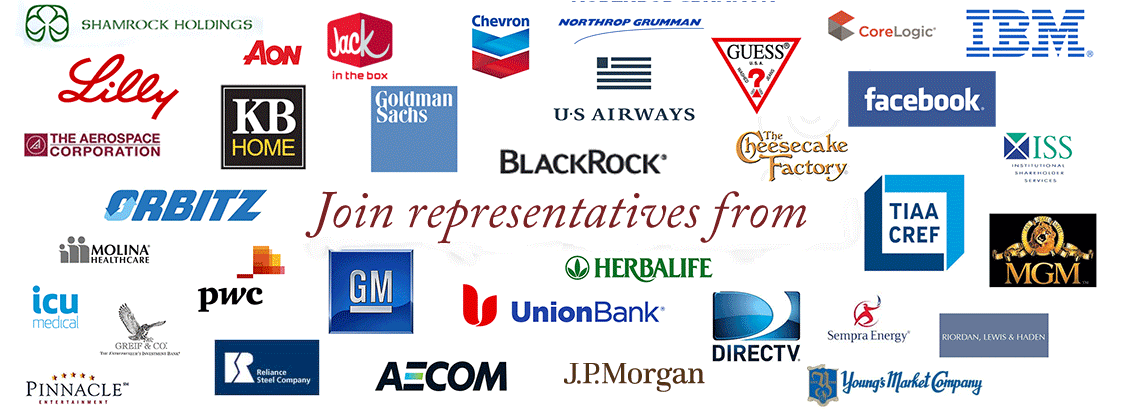 SHAMROCK HOLDINGS
AON
Jack
in the box
Chevron
NORTHROP GRUMMAN
GUESS®
U.S.A.
?
CoreLogic®
IBM®
Lilly
KB
HOME
Goldman
Sachs
U·S AIRWAYS
facebook®
THE AEROSPACE
CORPORATION
BLACKROCK®
The
Cheesecake
Factory
ISS
INSTITUTIONAL
SHAREHOLDER
SERVICES
ORBITZ
Join representatives from
TIAA
CREF
MGM™
MOLINA®
HEALTHCARE
pwc
GM
HERBALIFE
icu
medical
UnionBank®
DIRECTV
Sempra Energy®
RIORDAN, LEWIS & HADEN
GREIF & CO.
THE ENTREPRENEUR'S INVESTMENT BANK
Reliance
Steel Company
AECOM
J.P.Morgan
Young's Market Company
PINNACLE℠
ENTERTAINMENT